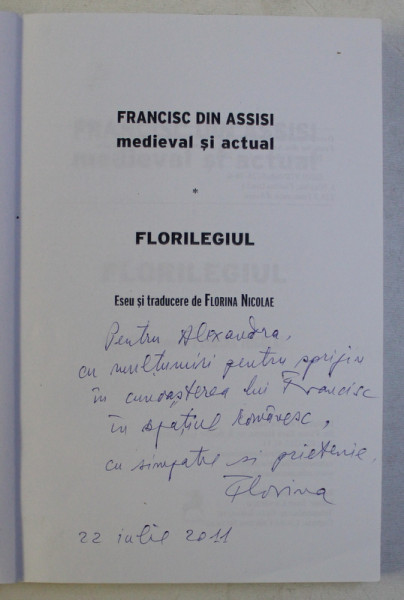 FRANCISC DIN ASSISI
medieval și actual
*
FLORILEGIUL
Eseu și traducere de FLORINA NICOLAE
Pentru Alexandra,
cu mulțumiri pentru sprijin
în cunoașterea lui Francisc
în spațiul românesc,
cu simpatie și prietenie,
Florina
22 iulie 2011